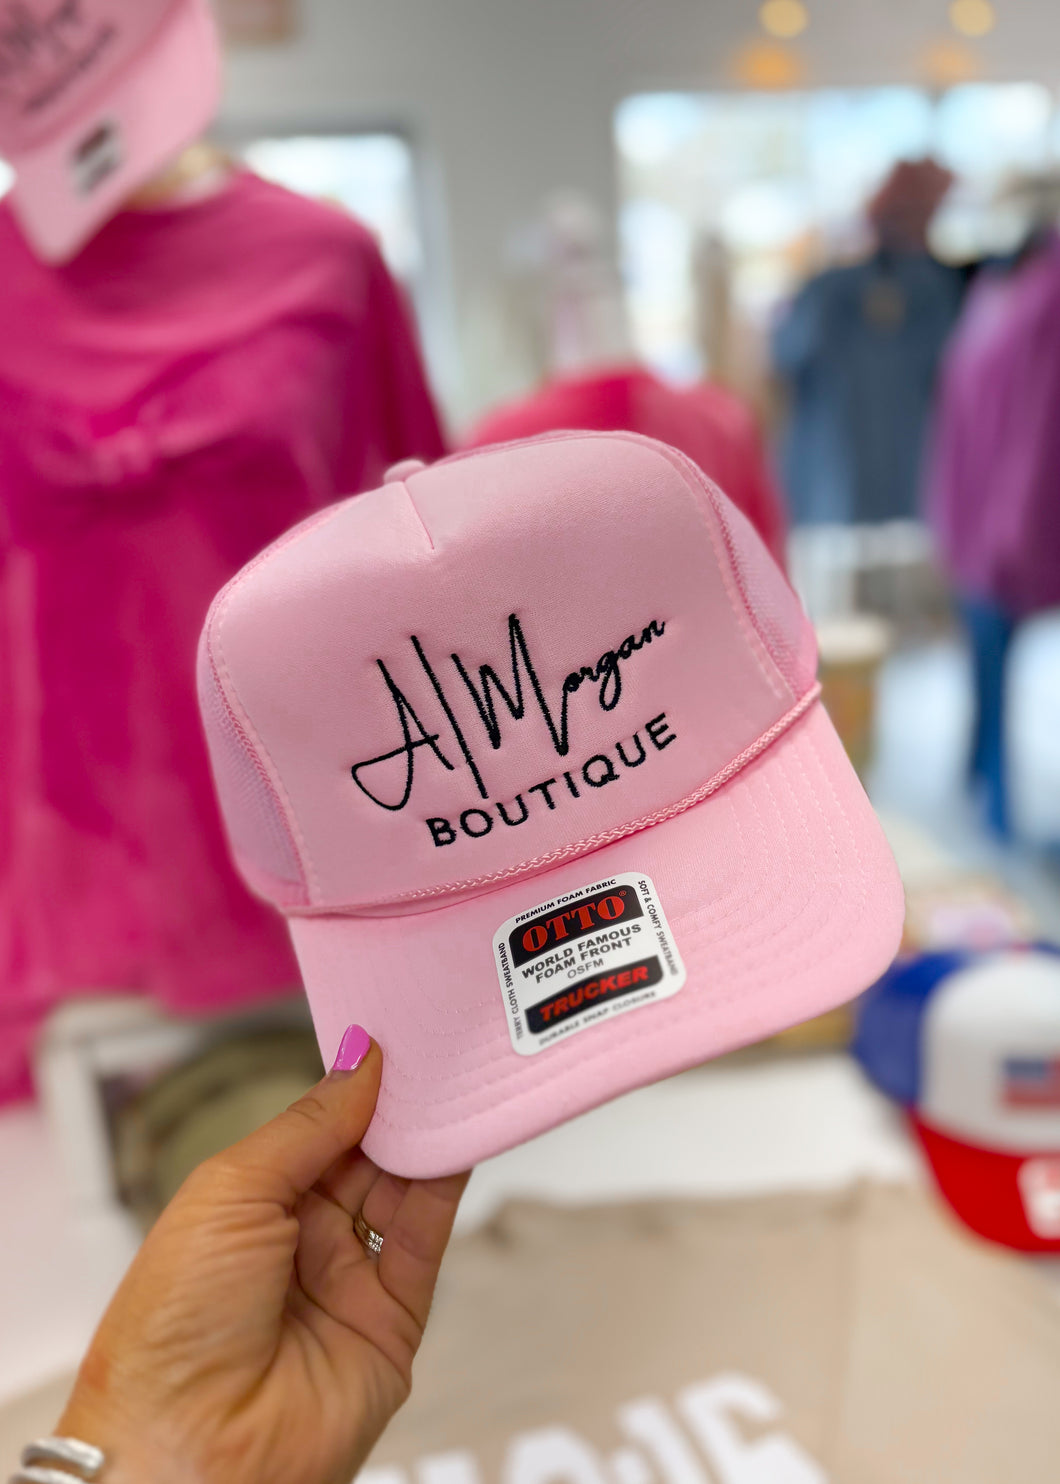 A|Morgan
BOUTIQUE
PREMIUM FOAM FABRIC
OTTO®
WORLD FAMOUS
FOAM FRONT
OSFM
TRUCKER
DURABLE SNAP CLOSURE
TERRY CLOTH SWEATBAND
SOFT & COMFY SWEATBAND